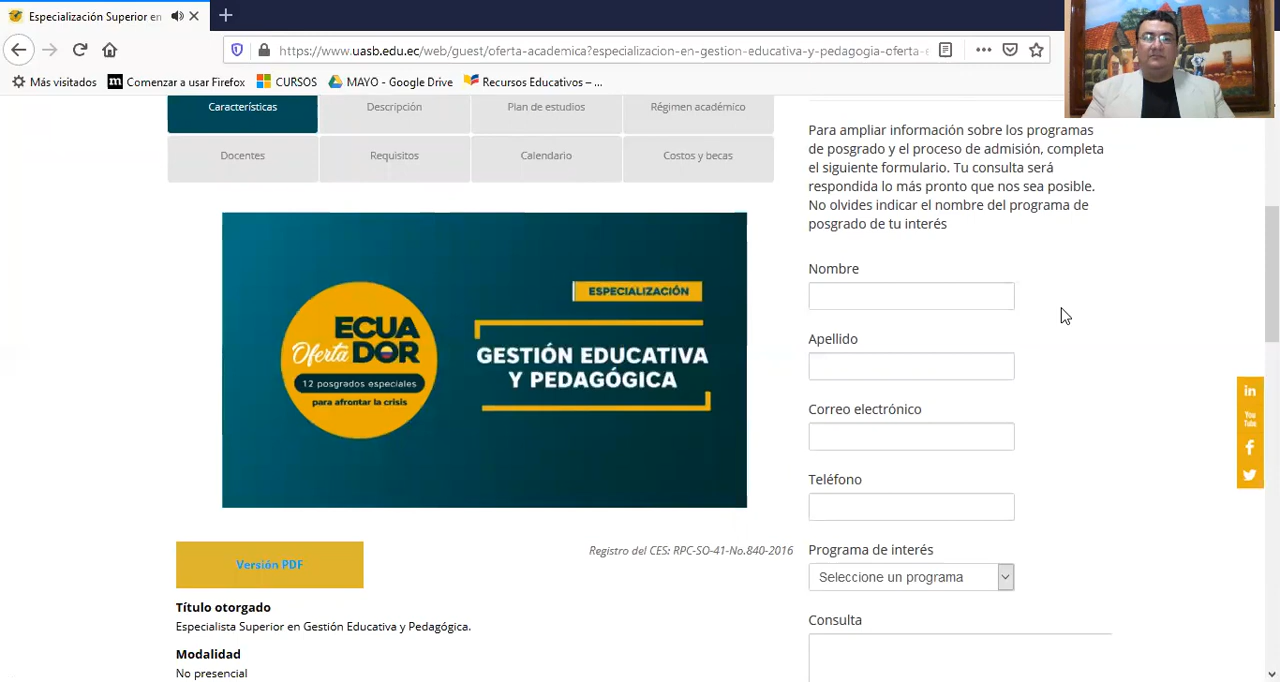 Especialización Superior en
https://www.uasb.edu.ec/web/guest/oferta-academica?especializacion-en-gestion-educativa-y-pedagogia-oferta-
Más visitados
m Comenzar a usar Firefox
CURSOS
MAYO - Google Drive
Recursos Educativos – ...
Características
Descripción
Plan de estudios
Régimen académico
Docentes
Requisitos
Calendario
Costos y becas
ECUA
Oferta DOR
12 posgrados especiales
para afrontar la crisis
ESPECIALIZACIÓN
GESTIÓN EDUCATIVA
Y PEDAGÓGICA
Versión PDF
Registro del CES: RPC-SO-41-No.840-2016
Título otorgado
Especialista Superior en Gestión Educativa y Pedagógica.
Modalidad
No presencial
Para ampliar información sobre los programas
de posgrado y el proceso de admisión, completa
el siguiente formulario. Tu consulta será
respondida lo más pronto que nos sea posible.
No olvides indicar el nombre del programa de
posgrado de tu interés
Nombre
Apellido
Correo electrónico
Teléfono
Programa de interés
Seleccione un programa
Consulta
in
You
Tube
f